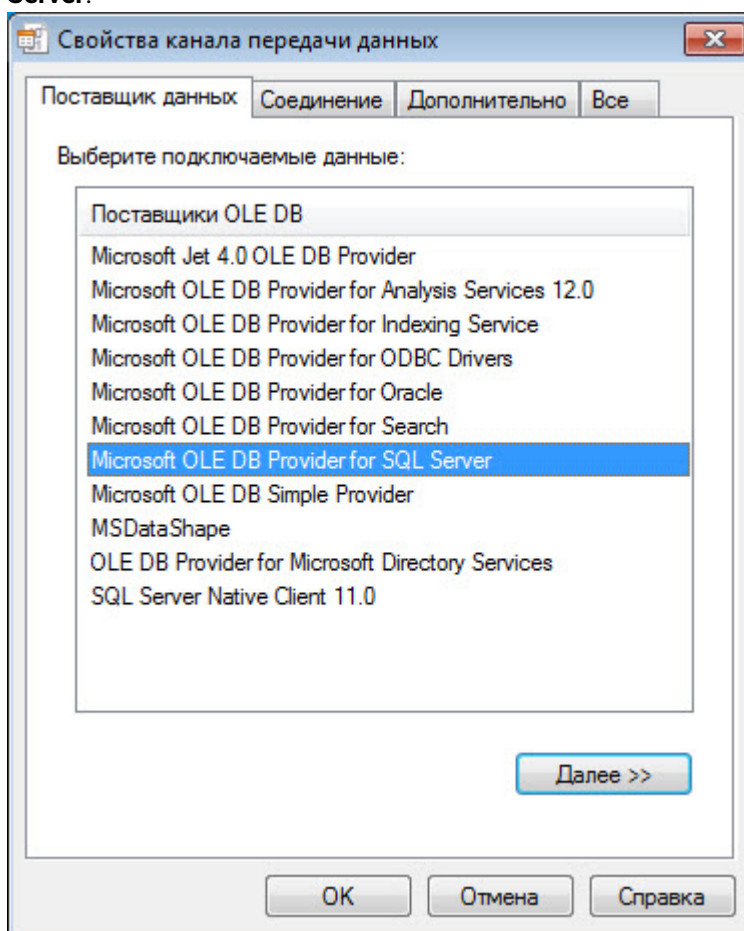 Server.
Свойства канала передачи данных
Поставщик данных Соединение Дополнительно Все
Выберите подключаемые данные:
Поставщики OLE DB
Microsoft Jet 4.0 OLE DB Provider
Microsoft OLE DB Provider for Analysis Services 12.0
Microsoft OLE DB Provider for Indexing Service
Microsoft OLE DB Provider for ODBC Drivers
Microsoft OLE DB Provider for Oracle
Microsoft OLE DB Provider for Search
Microsoft OLE DB Provider for SQL Server
Microsoft OLE DB Simple Provider
MSDataShape
OLE DB Provider for Microsoft Directory Services
SQL Server Native Client 11.0
Далее >>
OK Отмена Справка